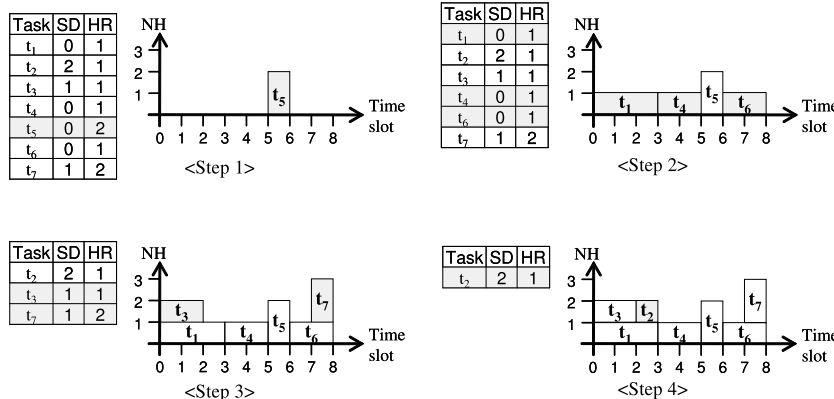 Task SD HR
t1 0 1
t2 2 1
t3 1 1
t4 0 1
t5 0 2
t6 0 1
t7 1 2
NH
3
2
1
t5
0 1 2 3 4 5 6 7 8
Time
slot
<Step 1>
Task SD HR
t1 0 1
t2 2 1
t3 1 1
t4 0 1
t6 0 1
t7 1 2
NH
3
2
1
t1 t4 t5 t6
0 1 2 3 4 5 6 7 8
Time
slot
<Step 2>
Task SD HR
t2 2 1
t3 1 1
t7 1 2
NH
3
2
1
t3 t7
t1 t4 t5 t6
0 1 2 3 4 5 6 7 8
Time
slot
<Step 3>
Task SD HR
t2 2 1
NH
3
2
1
t3 t2 t7
t1 t4 t5 t6
0 1 2 3 4 5 6 7 8
Time
slot
<Step 4>